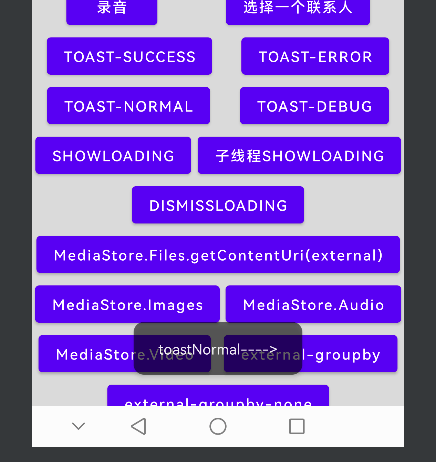 录音 选择一个联系人
TOAST-SUCCESS TOAST-ERROR
TOAST-NORMAL TOAST-DEBUG
SHOWLOADING 子线程SHOWLOADING
DISMISSLOADING
MediaStore.Files.getContentUri(external)
MediaStore.Images MediaStore.Audio
MediaStore.Video external-groupby
toastNormal---->
external-groupby-none